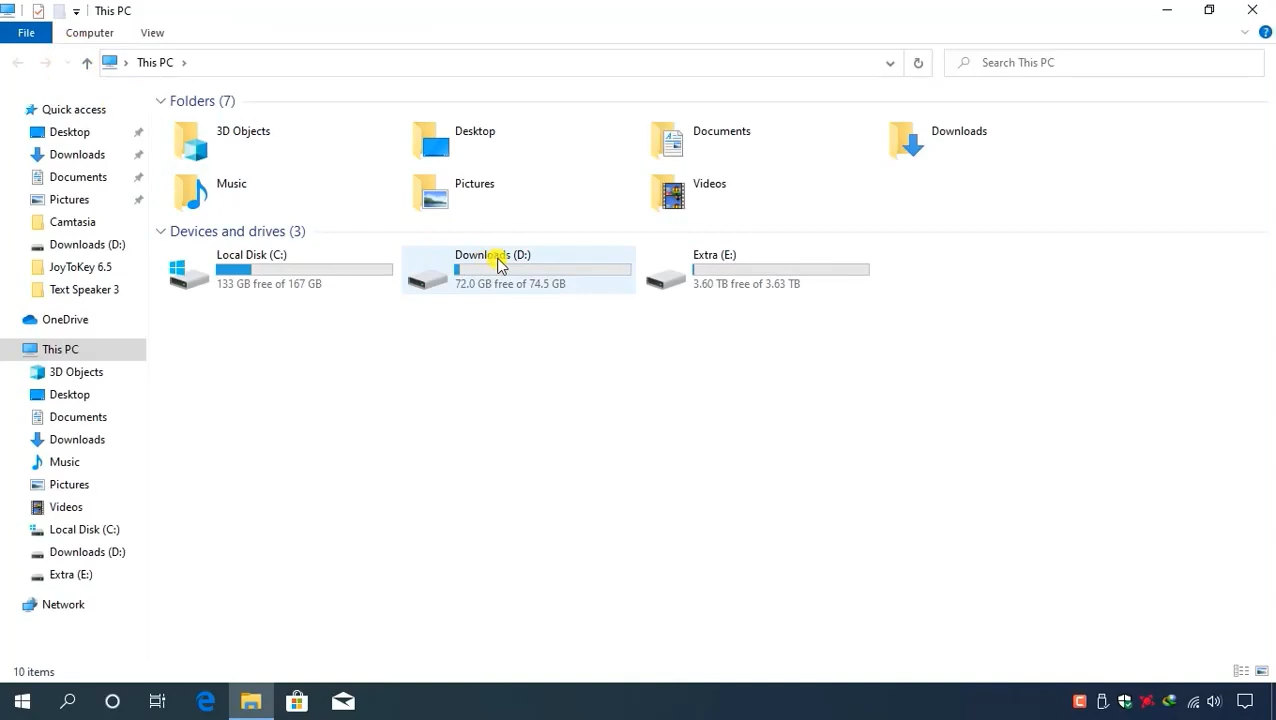 This PC
File
Computer
View
This PC
Search This PC
Quick access
Desktop
Downloads
Documents
Pictures
Camtasia
Downloads (D:)
JoyToKey 6.5
Text Speaker 3
OneDrive
This PC
3D Objects
Desktop
Documents
Downloads
Music
Pictures
Videos
Local Disk (C:)
Downloads (D:)
Extra (E:)
Network
Folders (7)
3D Objects
Desktop
Documents
Downloads
Music
Pictures
Videos
Devices and drives (3)
Local Disk (C:)
133 GB free of 167 GB
Downloads (D:)
72.0 GB free of 74.5 GB
Extra (E:)
3.60 TB free of 3.63 TB
10 items